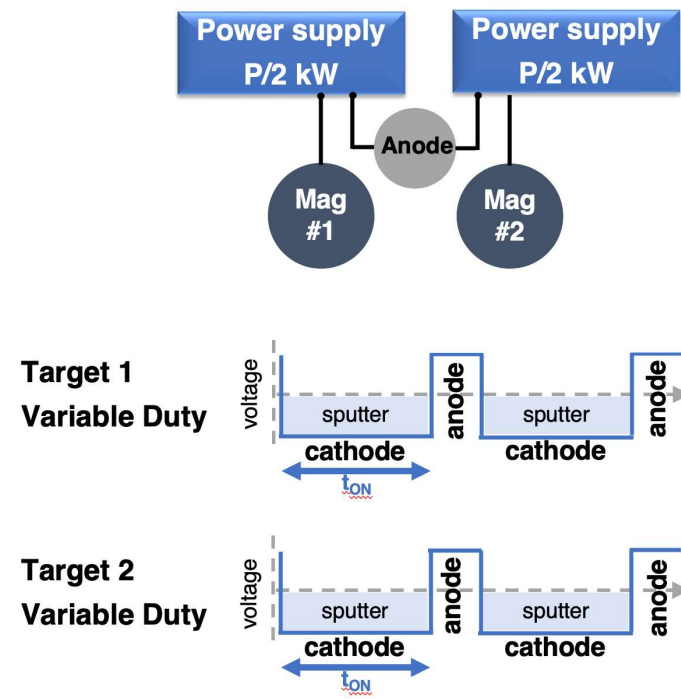 Power supply
P/2 kW
Power supply
P/2 kW
Anode
Mag
#1
Mag
#2
Target 1
Variable Duty
voltage
sputter
anode
sputter
anode
cathode
cathode
tON
Target 2
Variable Duty
voltage
sputter
anode
sputter
anode
cathode
cathode
tON